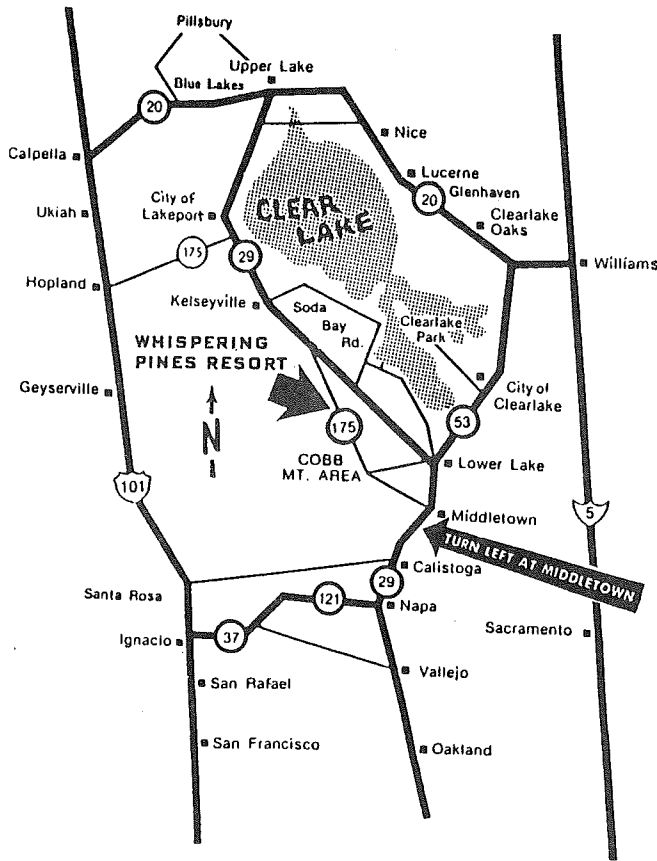 Pillsbury
Upper Lake
Blue Lakes
20
Nice
Calpella
Lucerne
Glenhaven
20
City of
Lakeport
CLEAR
LAKE
Clearlake
Oaks
Ukiah
175
29
Williams
Hopland
Kelseyville
Soda
Bay
Rd.
Clearlake
Park
WHISPERING
PINES RESORT
Geyserville
City of
Clearlake
N
175
53
COBB
MT. AREA
Lower Lake
101
5
Middletown
TURN LEFT AT MIDDLETOWN
Calistoga
29
Santa Rosa
121
Napa
Ignacio
37
Sacramento
Vallejo
San Rafael
San Francisco
Oakland